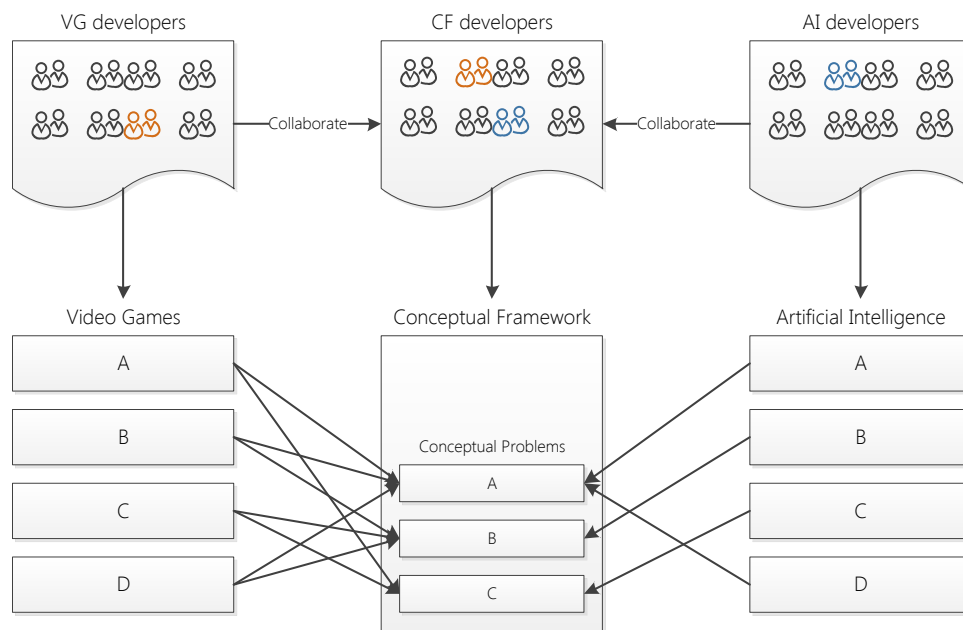 VG developers
CF developers
AI developers
Collaborate
Collaborate
Video Games
Conceptual Framework
Artificial Intelligence
A
A
B
B
Conceptual Problems
A
C
C
B
D
D
C